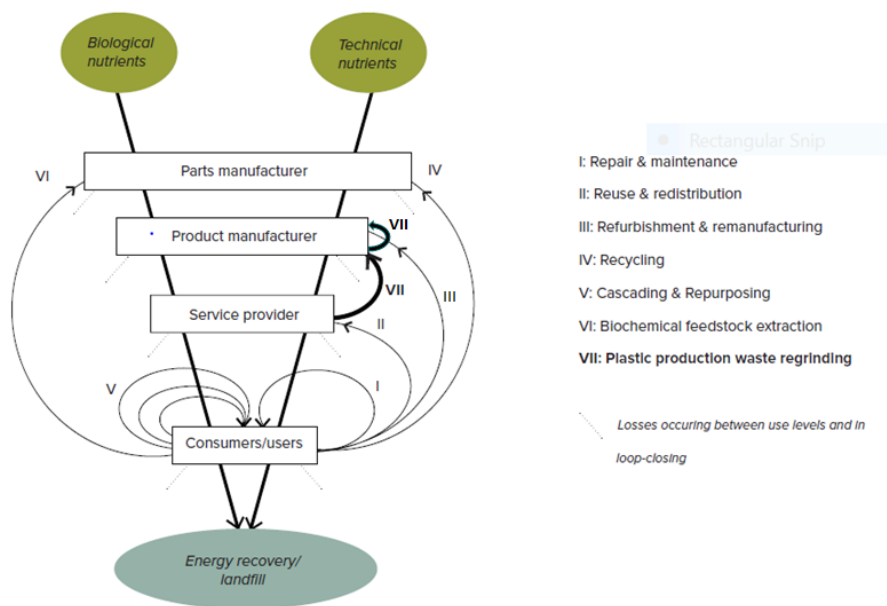 Biological
nutrients
Technical
nutrients
Rectangular Snip
VI
Parts manufacturer
IV
I: Repair & maintenance
II: Reuse & redistribution
Product manufacturer
VII
III: Refurbishment & remanufacturing
IV: Recycling
VII
III
V: Cascading & Repurposing
Service provider
II
VI: Biochemical feedstock extraction
VII: Plastic production waste regrinding
V
I
Losses occuring between use levels and in
loop-closing
Consumers/users
Energy recovery/
landfill